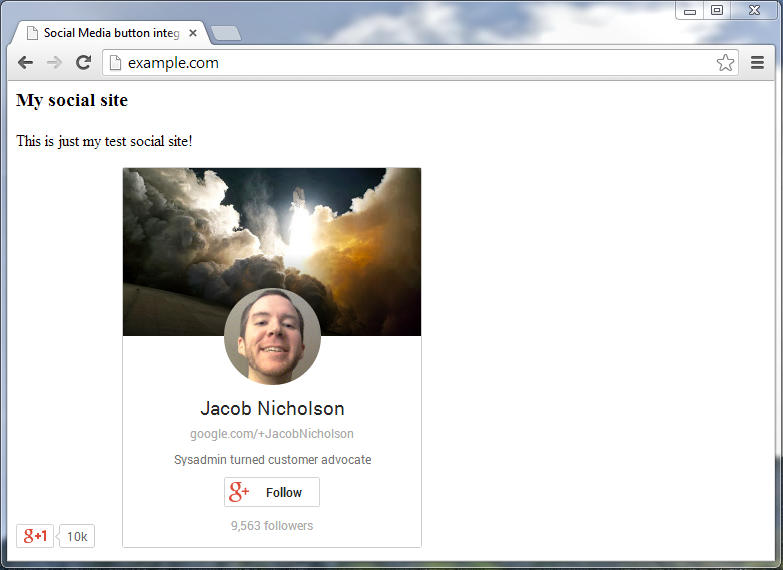 Social Media button integ
example.com
My social site
This is just my test social site!
Jacob Nicholson
google.com/+JacobNicholson
Sysadmin turned customer advocate
g+ Follow
9,563 followers
g+1 10k